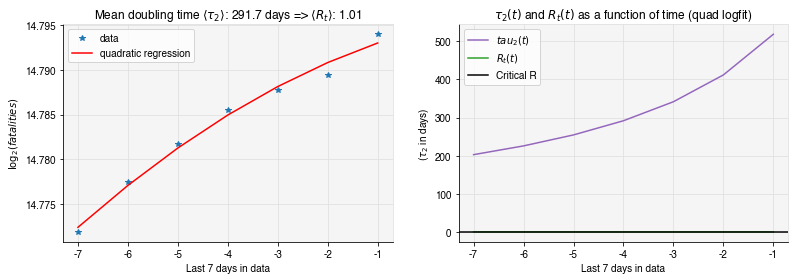 Mean doubling time ⟨τ₂⟩: 291.7 days => ⟨Rₜ⟩: 1.01
data
quadratic regression
14.795
14.790
14.785
14.780
14.775
log₂(fatalities)
-7 -6 -5 -4 -3 -2 -1
Last 7 days in data
τ₂(t) and Rₜ(t) as a function of time (quad logfit)
tau₂(t)
Rₜ(t)
Critical R
500
400
300
200
100
0
(τ₂ in days)
-7 -6 -5 -4 -3 -2 -1
Last 7 days in data